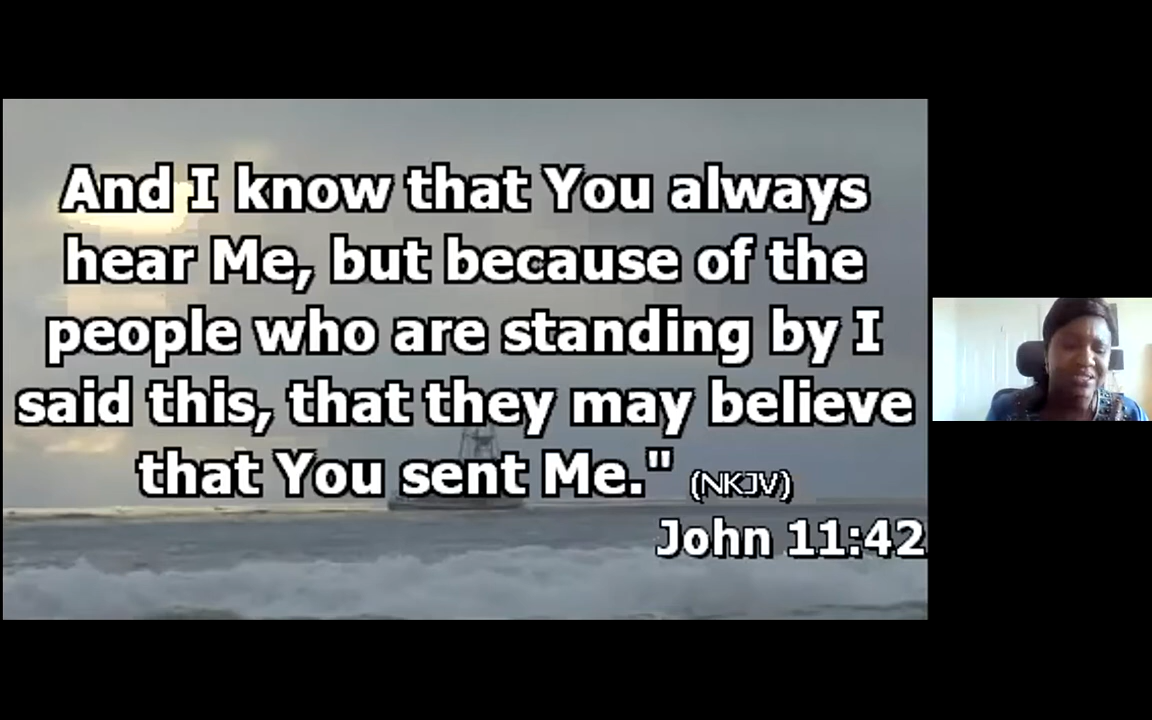 And I know that You always
hear Me, but because of the
people who are standing by I
said this, that they may believe
that You sent Me." (NKJV)
John 11:42